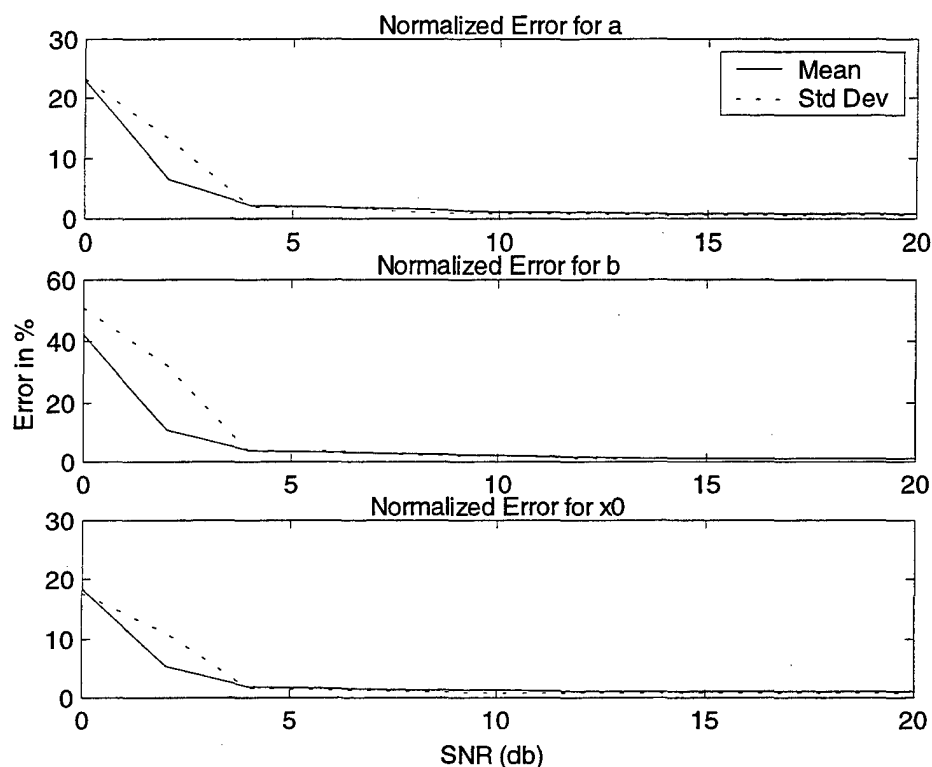 Normalized Error for a
30
20
10
0
0 5 10 15 20
Mean
Std Dev
Normalized Error for b
60
40
20
0
0 5 10 15 20
Error in %
Normalized Error for x0
30
20
10
0
0 5 10 15 20
SNR (db)